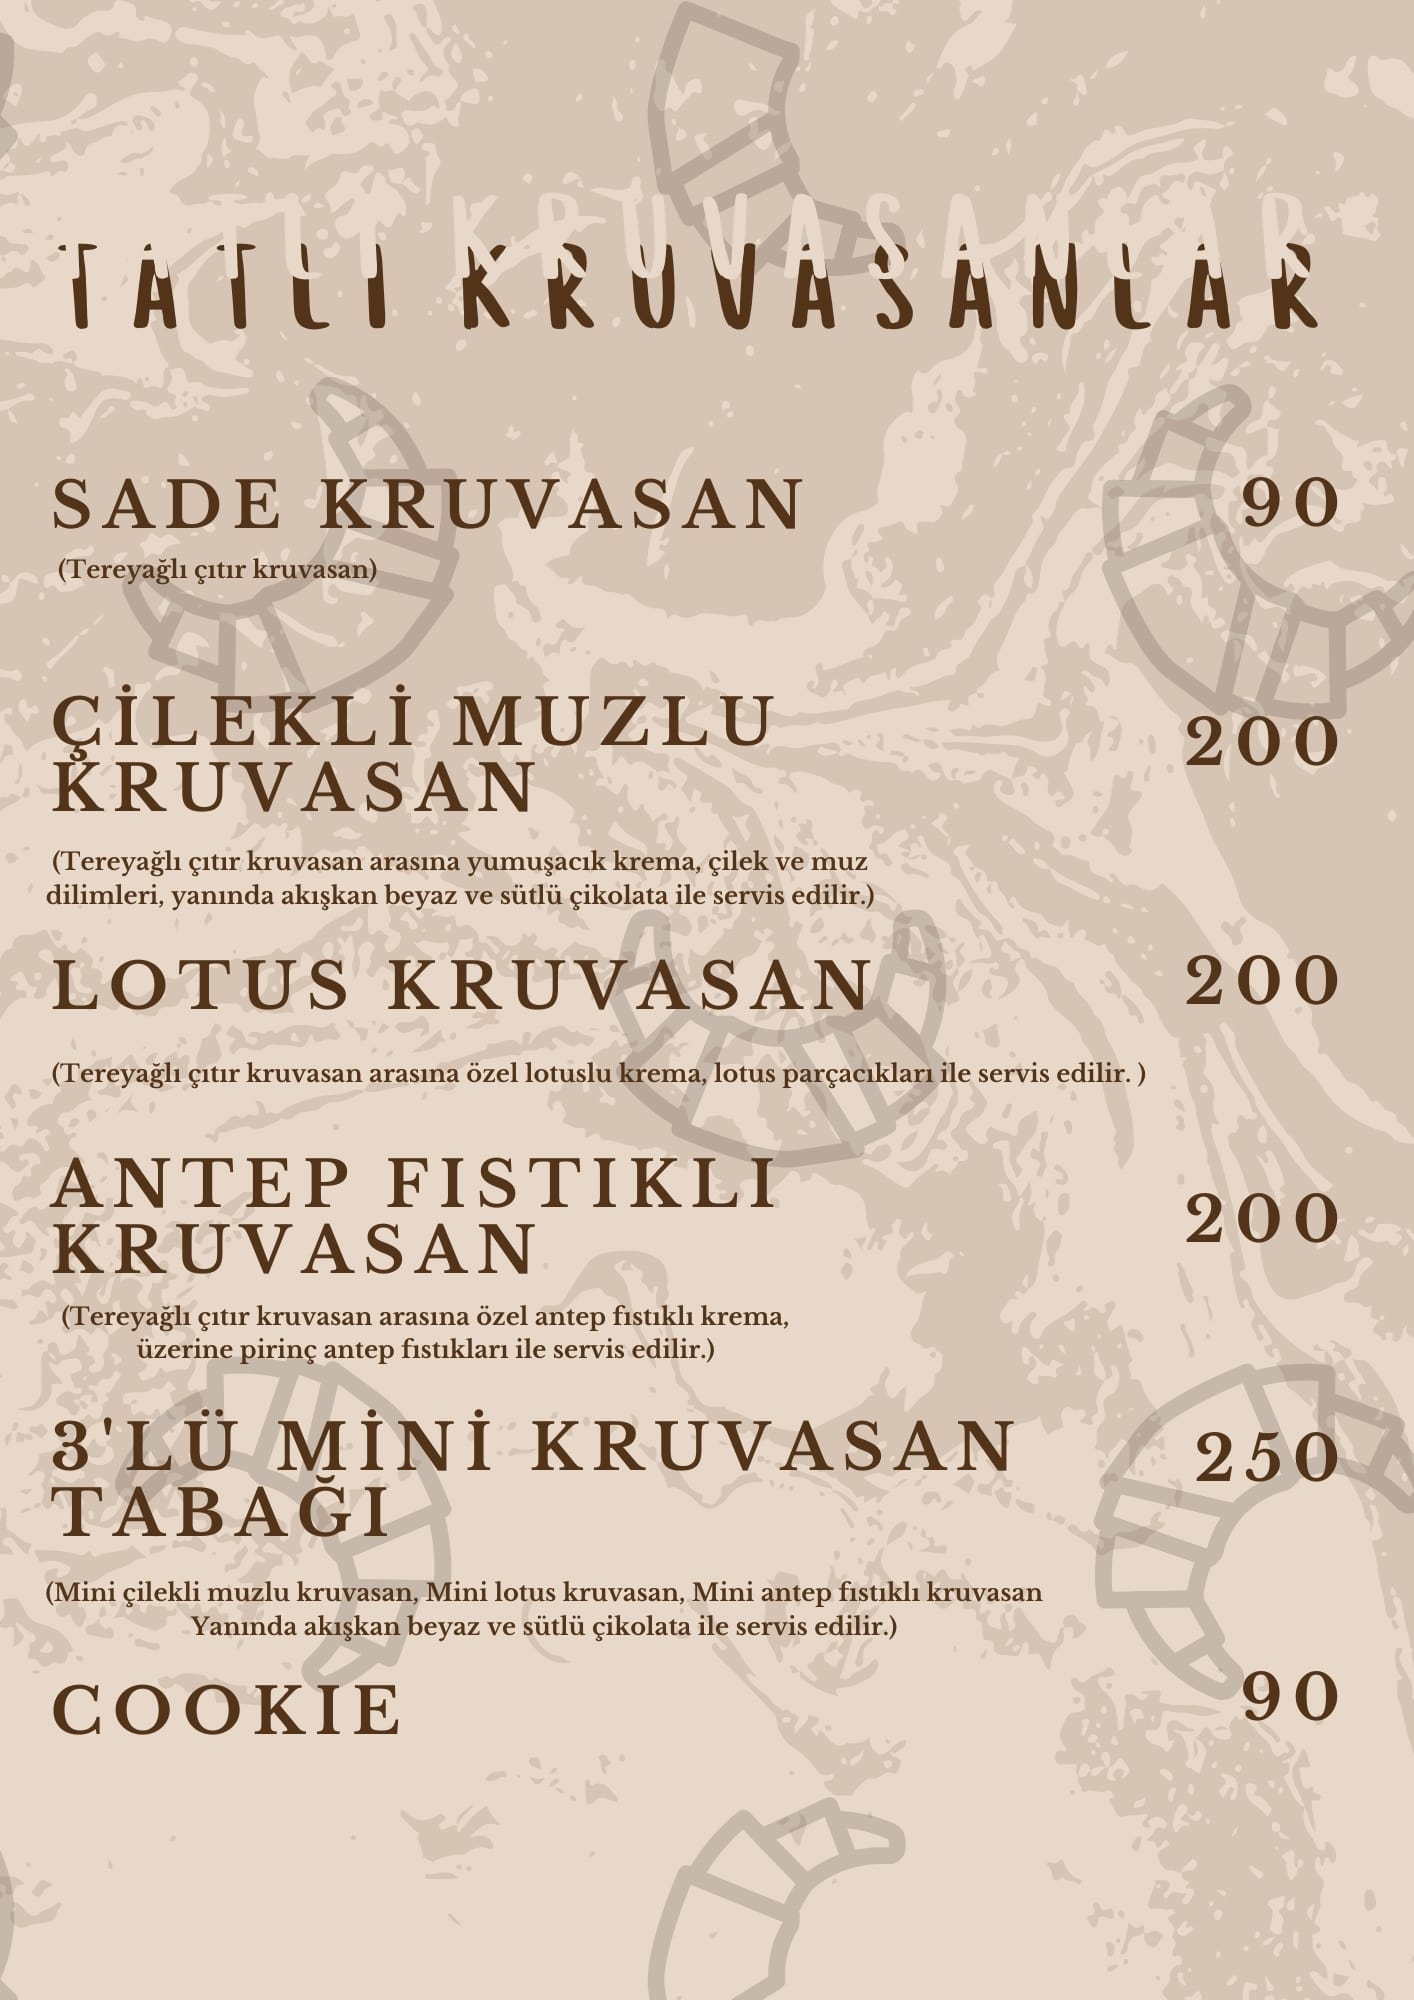 TATLI KRUVASANLAR
SADE KRUVASAN 90
(Tereyağlı çıtır kruvasan)
ÇİLEKLİ MUZLU
KRUVASAN 200
(Tereyağlı çıtır kruvasan arasına yumuşacık krema, çilek ve muz
dilimleri, yanında akışkan beyaz ve sütlü çikolata ile servis edilir.)
LOTUS KRUVASAN 200
(Tereyağlı çıtır kruvasan arasına özel lotuslu krema, lotus parçacıkları ile servis edilir. )
ANTEP FISTIKLI
KRUVASAN 200
(Tereyağlı çıtır kruvasan arasına özel antep fıstıklı krema,
üzerine pirinç antep fıstıkları ile servis edilir.)
3'LÜ MİNİ KRUVASAN 250
TABAĞI
(Mini çilekli muzlu kruvasan, Mini lotus kruvasan, Mini antep fıstıklı kruvasan
Yanında akışkan beyaz ve sütlü çikolata ile servis edilir.)
COOKIE 90